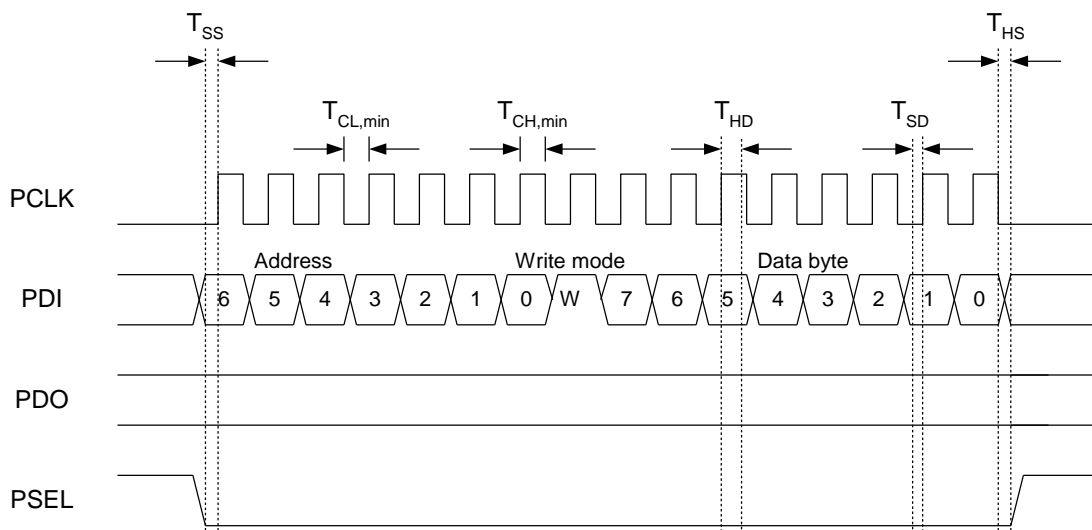 TSS THS
TCL,min TCH,min THD TSD
PCLK
Address Write mode Data byte
PDI 6 5 4 3 2 1 0 W 7 6 5 4 3 2 1 0
PDO
PSEL